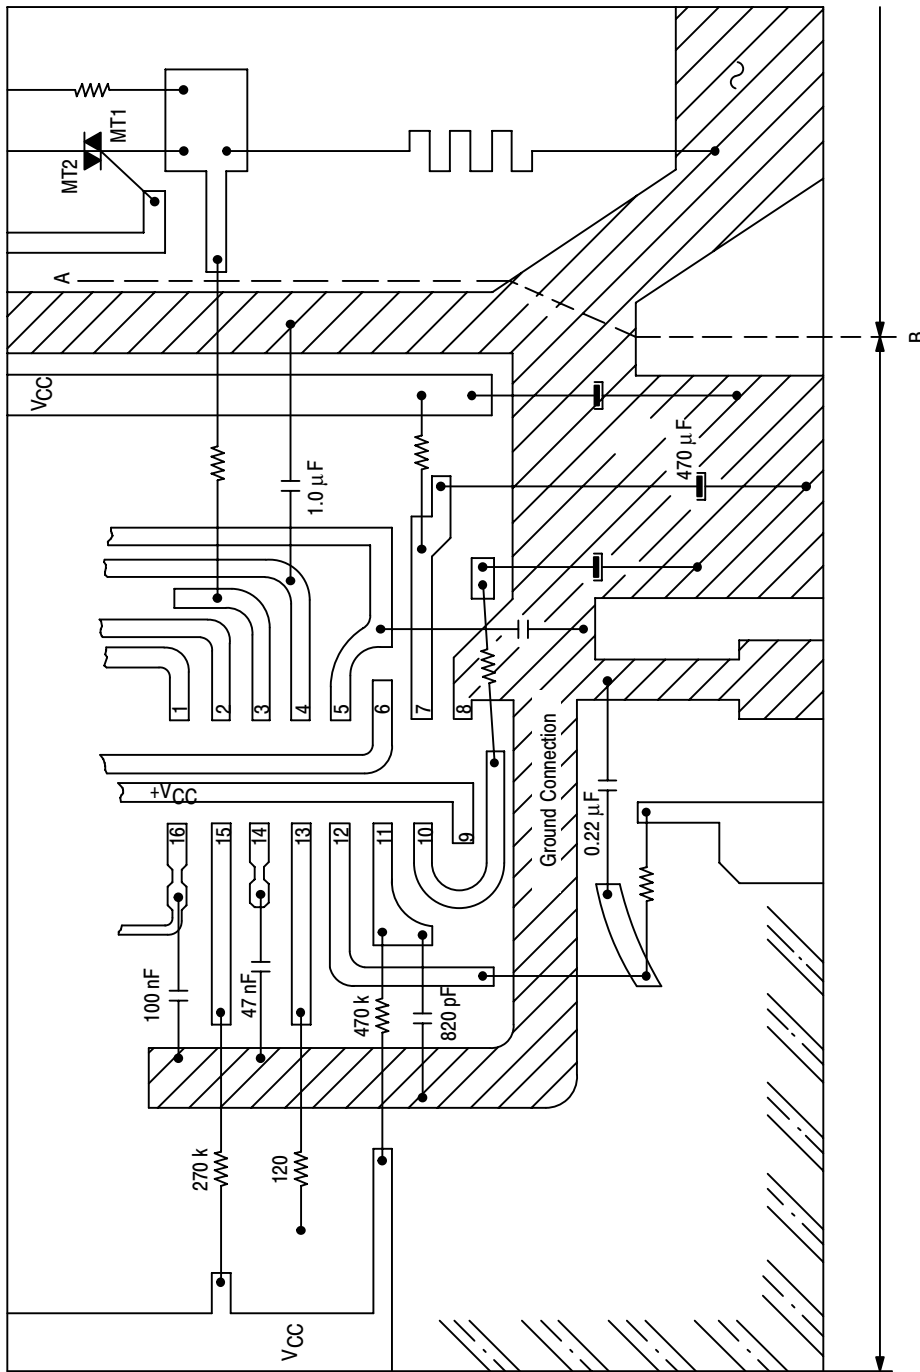 MT2
MT1
~
A
B
VCC
1.0 μF
470 μF
1
2
3
4
5
6
7
8
+VCC
16
15
14
13
12
11
10
9
Ground Connection
0.22 μF
100 nF
47 nF
470 k
820 pF
270 k
120
VCC